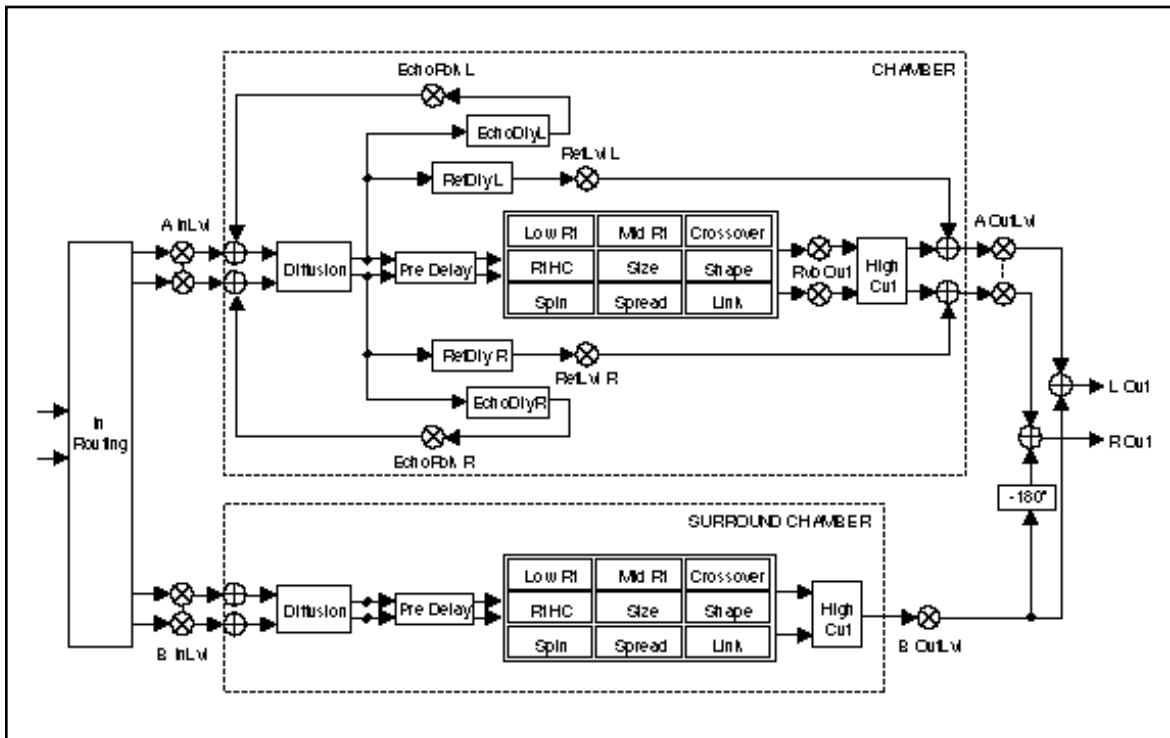 CHAMBER
EchoFbk L
EchoDlyL
RefLvl L
RefDlyL
A InLvl
A OutLvl
Low Rt
Mid Rt
Crossover
Diffusion
Pre Delay
RtHC
Size
Shape
Rvb Out
High
Cut
Spin
Spread
Link
RefDly R
RefLvl R
EchoDlyR
L Out
In
Routing
R Out
EchoFbk R
-180°
SURROUND CHAMBER
Low Rt
Mid Rt
Crossover
Diffusion
Pre Delay
RtHC
Size
Shape
High
Cut
Spin
Spread
Link
B InLvl
B OutLvl